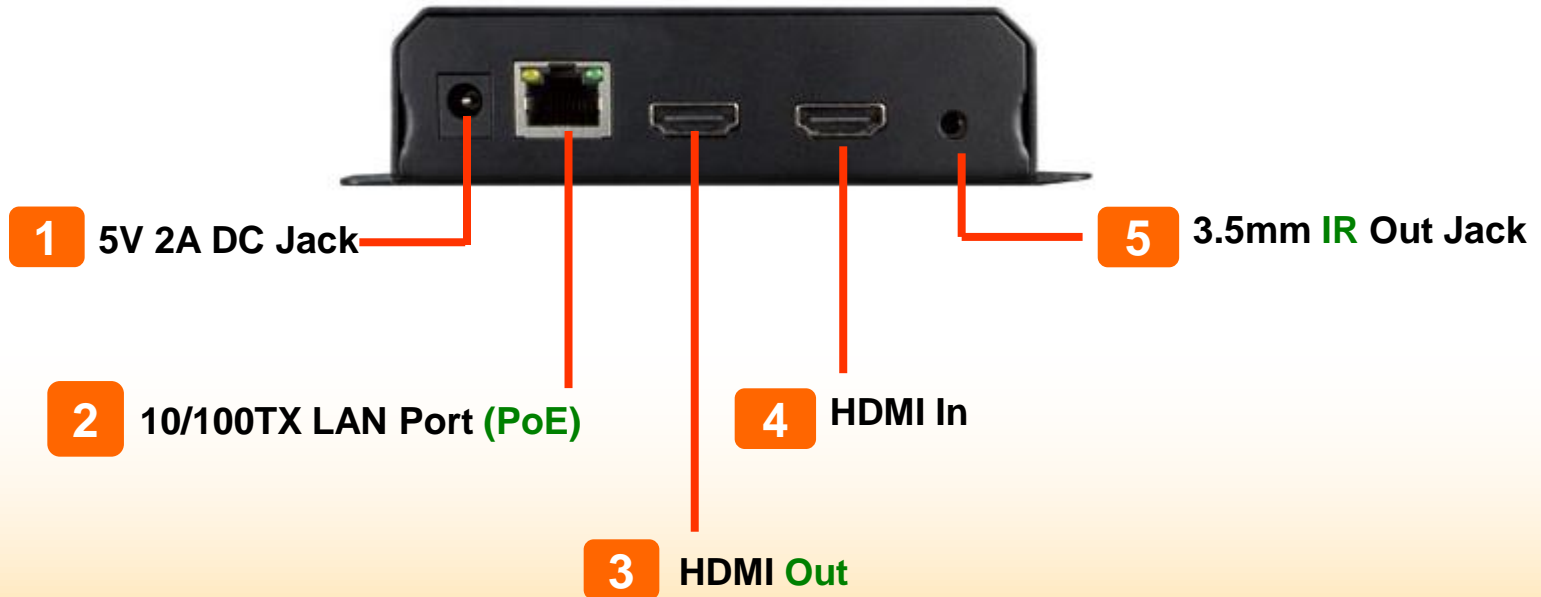 1 5V 2A DC Jack
5 3.5mm IR Out Jack
2 10/100TX LAN Port (PoE)
4 HDMI In
3 HDMI Out